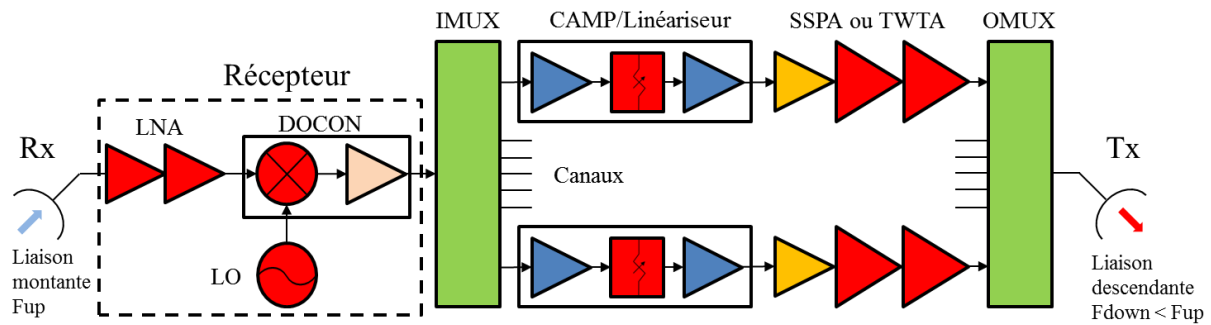 IMUX
CAMP/Linéariseur
SSPA ou TWTA
OMUX
Récepteur
LNA
DOCON
Rx
Tx
Canaux
LO
Liaison
montante
Fup
Liaison
descendante
Fdown < Fup